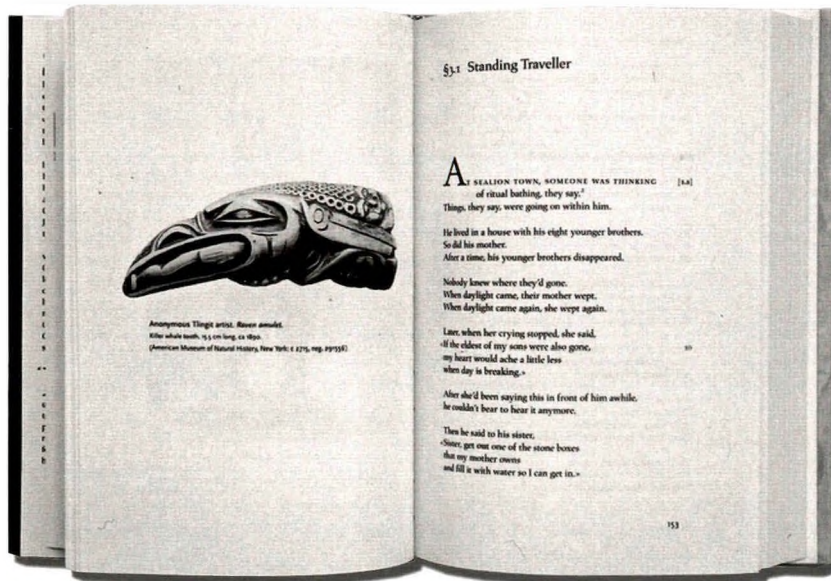 Anonymous Tlingit artist. Raven amulet.
Killer whale tooth, 15.5 cm long, ca 1890.
(American Museum of Natural History, New York: E 2715, neg. 291556)
§3.1 Standing Traveller
AT SEALION TOWN, SOMEONE WAS THINKING [1.1]
of ritual bathing, they say.
Things, they say, were going on within him.
He lived in a house with his eight younger brothers.
So did his mother.
After a time, his younger brothers disappeared.
Nobody knew where they'd gone.
When daylight came, their mother wept.
When daylight came again, she wept again.
Later, when her crying stopped, she said,
«If the eldest of my sons were also gone, 10
my heart would ache a little less
when day is breaking.»
After she'd been saying this in front of him awhile,
he couldn't bear to hear it anymore.
Then he said to his sister,
«Sister, get out one of the stone boxes
that my mother owns
and fill it with water so I can get in.»
153